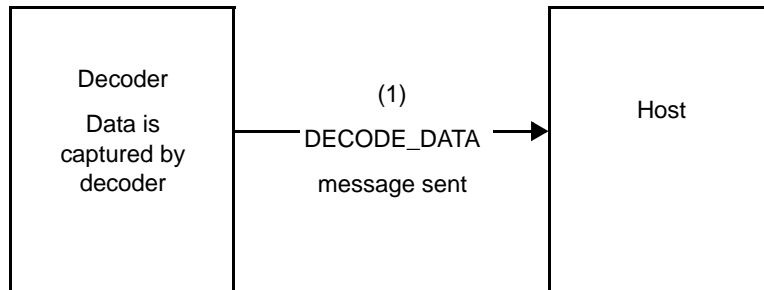 Decoder
Data is
captured by
decoder
(1)
DECODE_DATA
message sent
Host